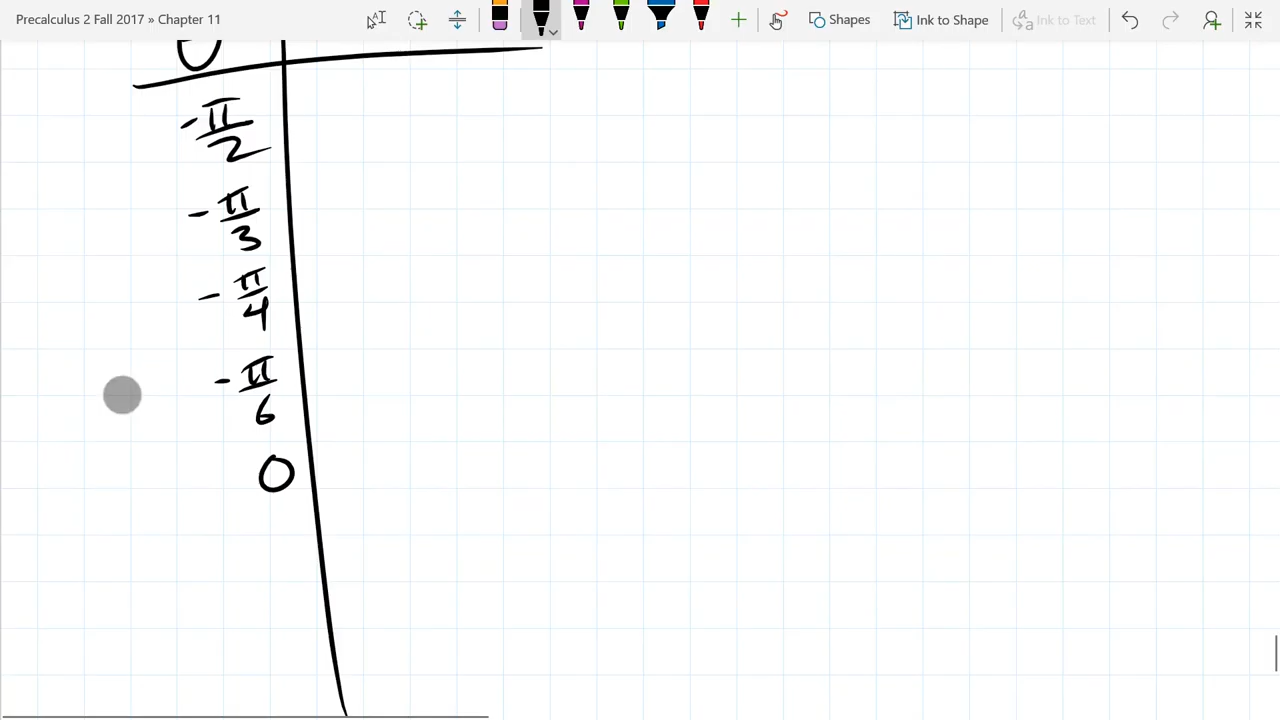 Precalculus 2 Fall 2017 » Chapter 11
Shapes
Ink to Shape
Ink to Text
-π/2
-π/3
-π/4
-π/6
0